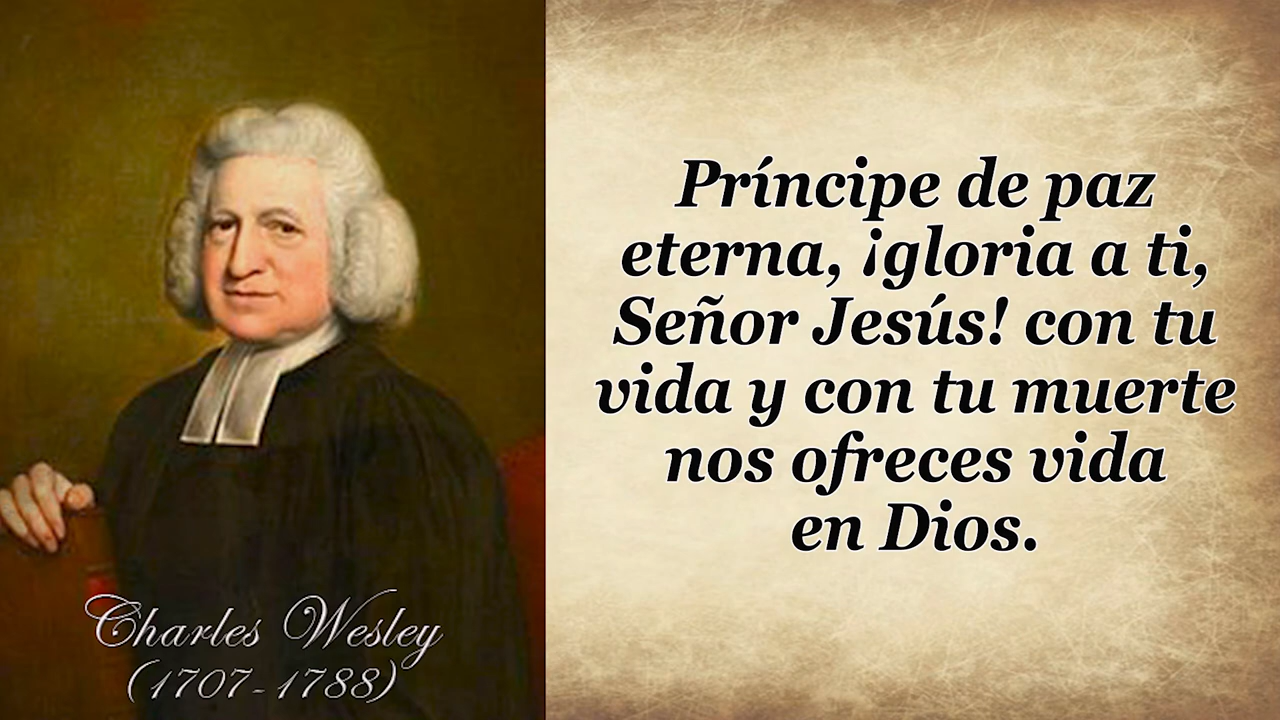 Príncipe de paz
eterna, ¡gloria a ti,
Señor Jesús! con tu
vida y con tu muerte
nos ofreces vida
en Dios.
Charles Wesley
(1707-1788)